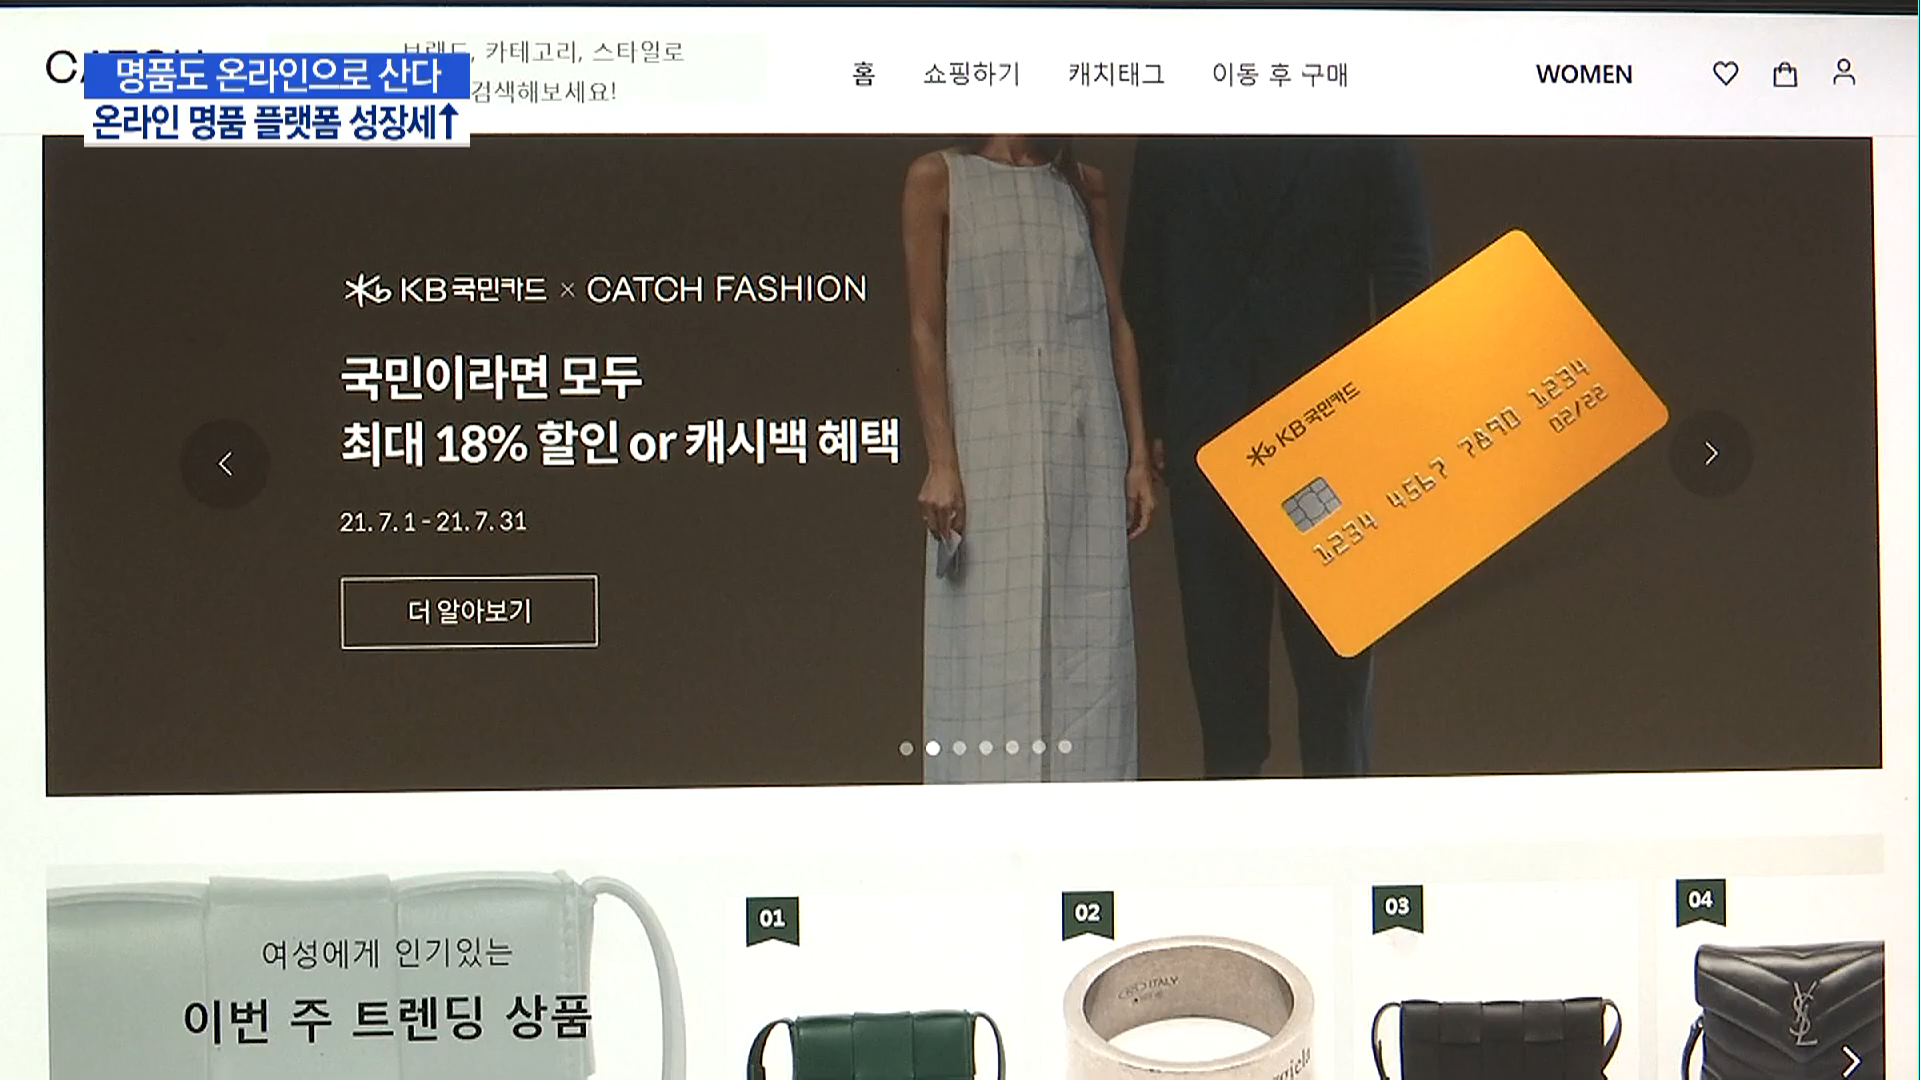 명품도 온라인으로 산다
온라인 명품 플랫폼 성장세↑
카테고리, 스타일로
검색해보세요!
홈 쇼핑하기 캐치태그 이동 후 구매
WOMEN
KB국민카드 × CATCH FASHION
국민이라면 모두
최대 18% 할인 or 캐시백 혜택
21. 7. 1 - 21. 7. 31
더 알아보기
KB국민카드
1234 4567 7890 1234
02/22
여성에게 인기있는
이번 주 트렌딩 상품
01
02
ITALY
03
04
YSL